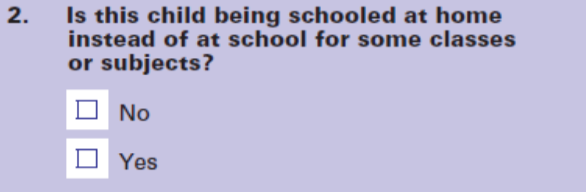 2. Is this child being schooled at home
instead of at school for some classes
or subjects?
No
Yes